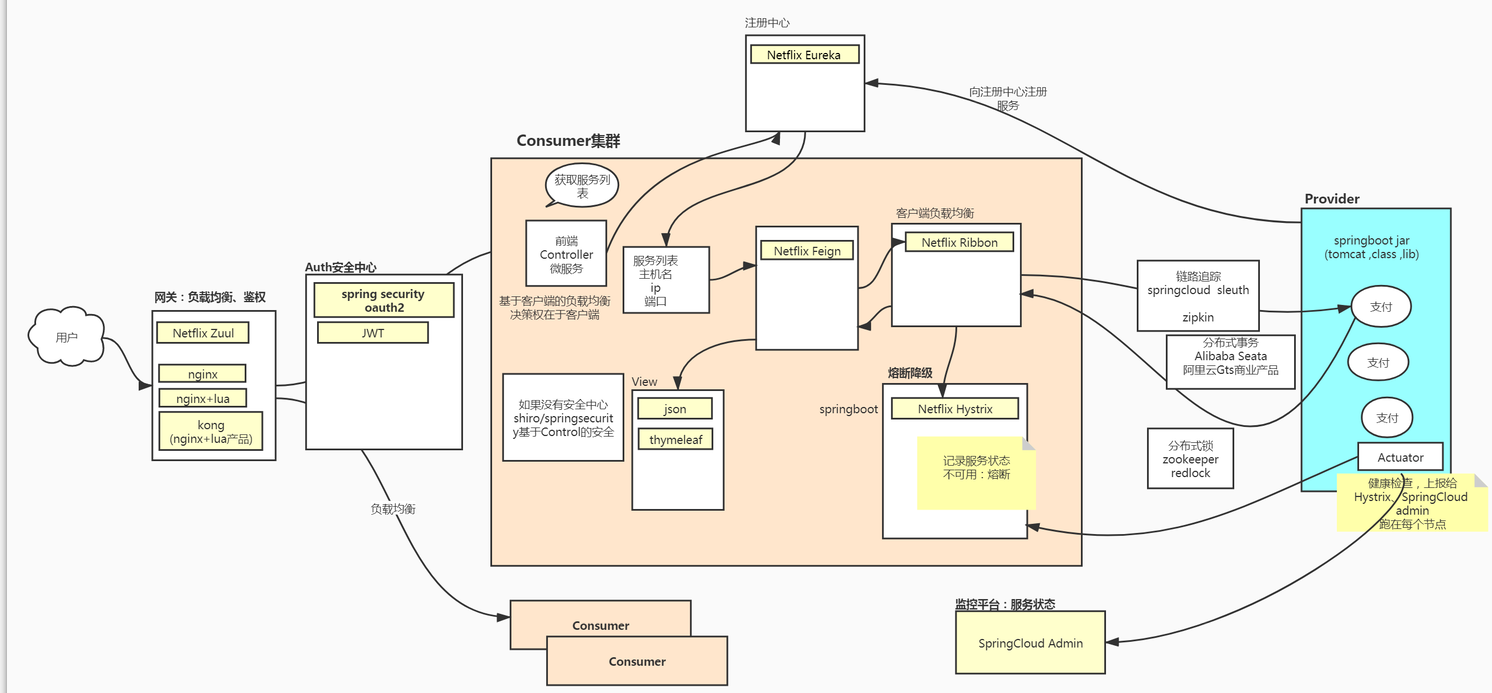 注册中心
Netflix Eureka
向注册中心注册
服务
Consumer集群
获取服务列
表
前端
Controller
微服务
基于客户端的负载均衡
决策权在于客户端
服务列表
主机名
ip
端口
Netflix Feign
客户端负载均衡
Netflix Ribbon
Provider
springboot jar
(tomcat ,class ,lib)
支付
支付
支付
Actuator
健康检查，上报给
Hystrix、SpringCloud
admin
跑在每个节点
链路追踪
springcloud sleuth
zipkin
分布式事务
Alibaba Seata
阿里云Gts商业产品
分布式锁
zookeeper
redlock
Auth安全中心
spring security
oauth2
JWT
网关：负载均衡、鉴权
Netflix Zuul
nginx
nginx+lua
kong
(nginx+lua产品)
用户
如果没有安全中心
shiro/springsecurit
y基于Control的安全
View
json
thymeleaf
熔断降级
springboot
Netflix Hystrix
记录服务状态
不可用：熔断
负载均衡
Consumer
Consumer
监控平台：服务状态
SpringCloud Admin